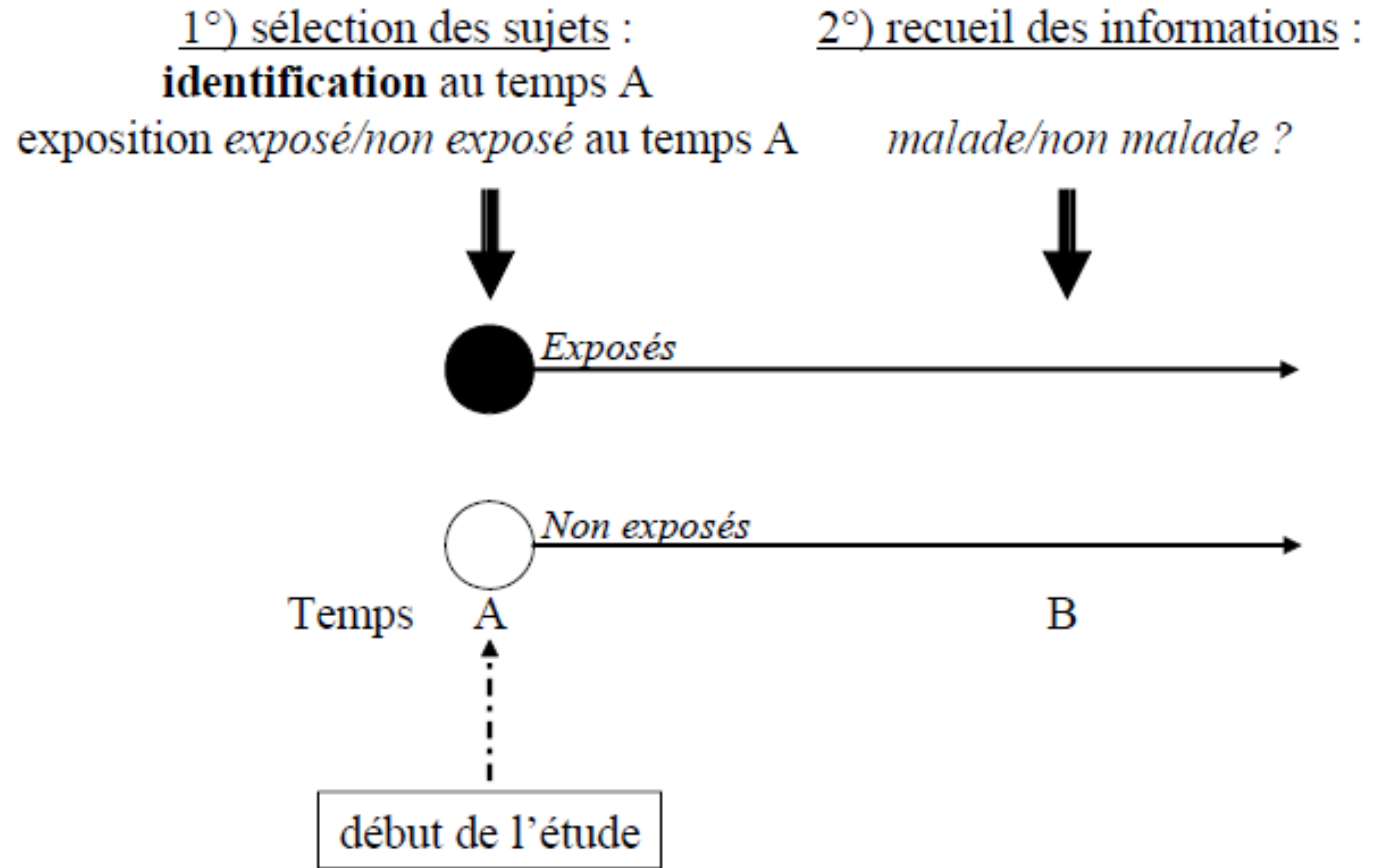 1°) sélection des sujets :
identification au temps A
exposition exposé/non exposé au temps A
2°) recueil des informations :
malade/non malade ?
Exposés
Non exposés
Temps A B
début de l'étude